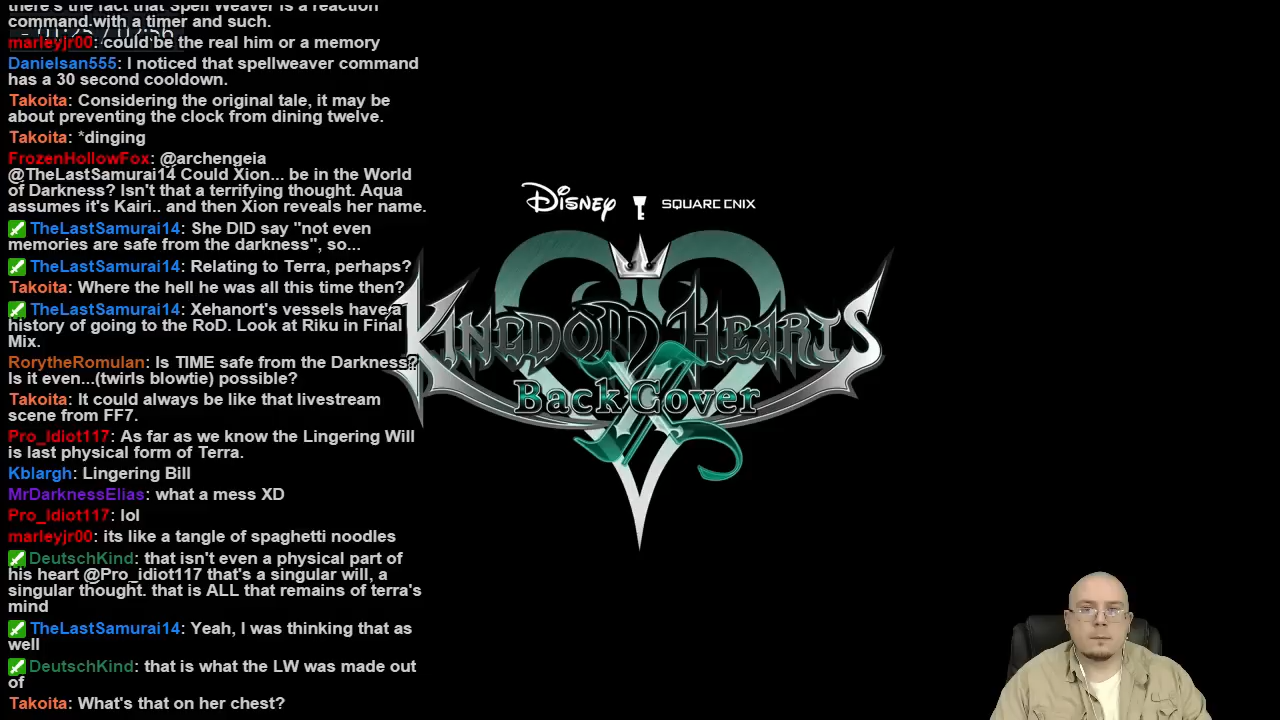 there's the fact that Spell Weaver is a reaction
command with a timer and such.
01:25 / 02:56
marleyjr00: could be the real him or a memory
Danielsan555: I noticed that spellweaver command
has a 30 second cooldown.
Takoita: Considering the original tale, it may be
about preventing the clock from dining twelve.
Takoita: *dinging
FrozenHollowFox: @archengeia
@TheLastSamurai14 Could Xion... be in the World
of Darkness? Isn't that a terrifying thought. Aqua
assumes it's Kairi.. and then Xion reveals her name.
TheLastSamurai14: She DID say "not even
memories are safe from the darkness", so...
TheLastSamurai14: Relating to Terra, perhaps?
Takoita: Where the hell he was all this time then?
TheLastSamurai14: Xehanort's vessels have a
history of going to the RoD. Look at Riku in Final
Mix.
RorytheRomulan: Is TIME safe from the Darkness?
Is it even...(twirls blowtie) possible?
Takoita: It could always be like that livestream
scene from FF7.
Pro_Idiot117: As far as we know the Lingering Will
is last physical form of Terra.
Kblargh: Lingering Bill
MrDarknessElias: what a mess XD
Pro_Idiot117: lol
marleyjr00: its like a tangle of spaghetti noodles
DeutschKind: that isn't even a physical part of
his heart @Pro_idiot117 that's a singular will, a
singular thought. that is ALL that remains of terra's
mind
TheLastSamurai14: Yeah, I was thinking that as
well
DeutschKind: that is what the LW was made out
of
Takoita: What's that on her chest?
Disney SQUARE ENIX
KINGDOM HEARTS
χ
Back Cover